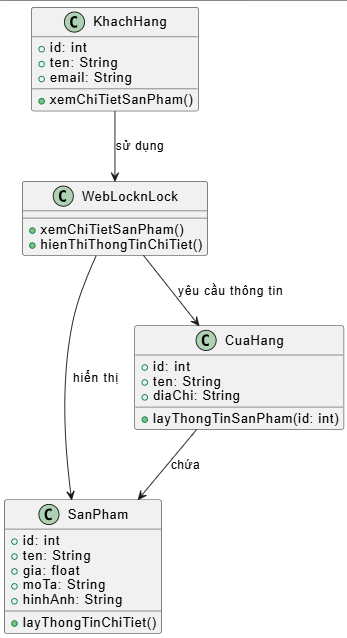 C KhachHang
id: int
ten: String
email: String
xemChiTietSanPham()
sử dụng
C WebLocknLock
xemChiTietSanPham()
hienThiThongTinChiTiet()
yêu cầu thông tin
C CuaHang
id: int
ten: String
diaChi: String
layThongTinSanPham(id: int)
hiển thị
chứa
C SanPham
id: int
ten: String
gia: float
moTa: String
hinhAnh: String
layThongTinChiTiet()